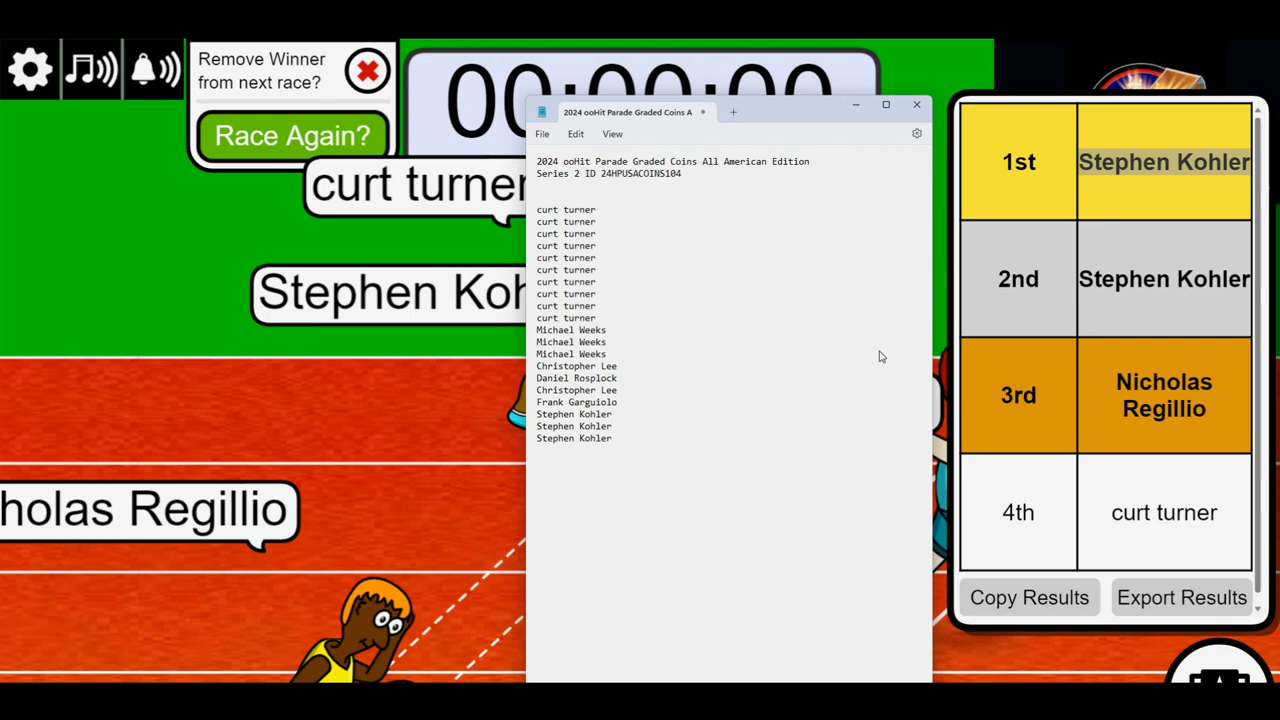 Remove Winner
from next race?
Race Again?
00:00:00
curt turner
Stephen Koh
holas Regillio
2024 ooHit Parade Graded Coins A
File Edit View
2024 ooHit Parade Graded Coins All American Edition
Series 2 ID 24HPUSACOINS104
curt turner
curt turner
curt turner
curt turner
curt turner
curt turner
curt turner
curt turner
curt turner
curt turner
Michael Weeks
Michael Weeks
Michael Weeks
Christopher Lee
Daniel Rosplock
Christopher Lee
Frank Garguiolo
Stephen Kohler
Stephen Kohler
Stephen Kohler
1st Stephen Kohler
2nd Stephen Kohler
3rd Nicholas
Regillio
4th curt turner
Copy Results Export Results